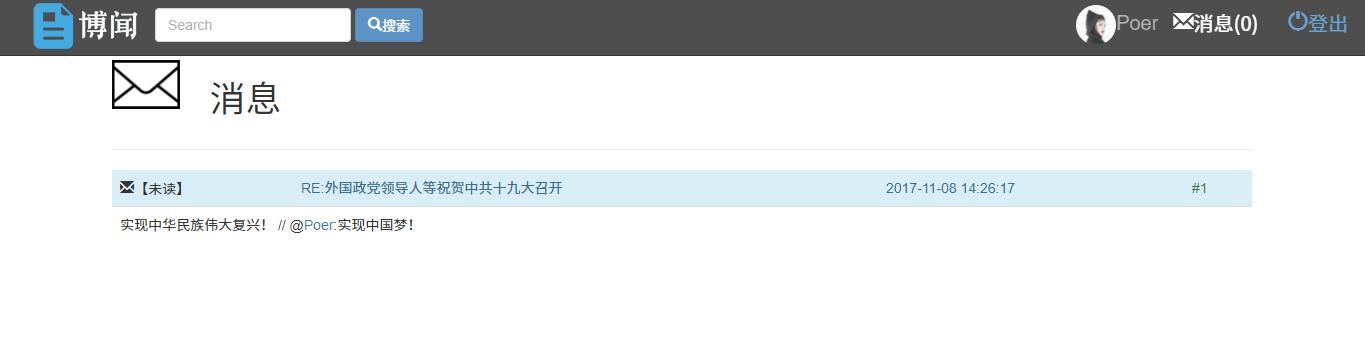 博闻 Search 搜索 Poer 消息(0) 登出
消息
【未读】 RE:外国政党领导人等祝贺中共十九大召开 2017-11-08 14:26:17 #1
实现中华民族伟大复兴! // @Poer:实现中国梦!